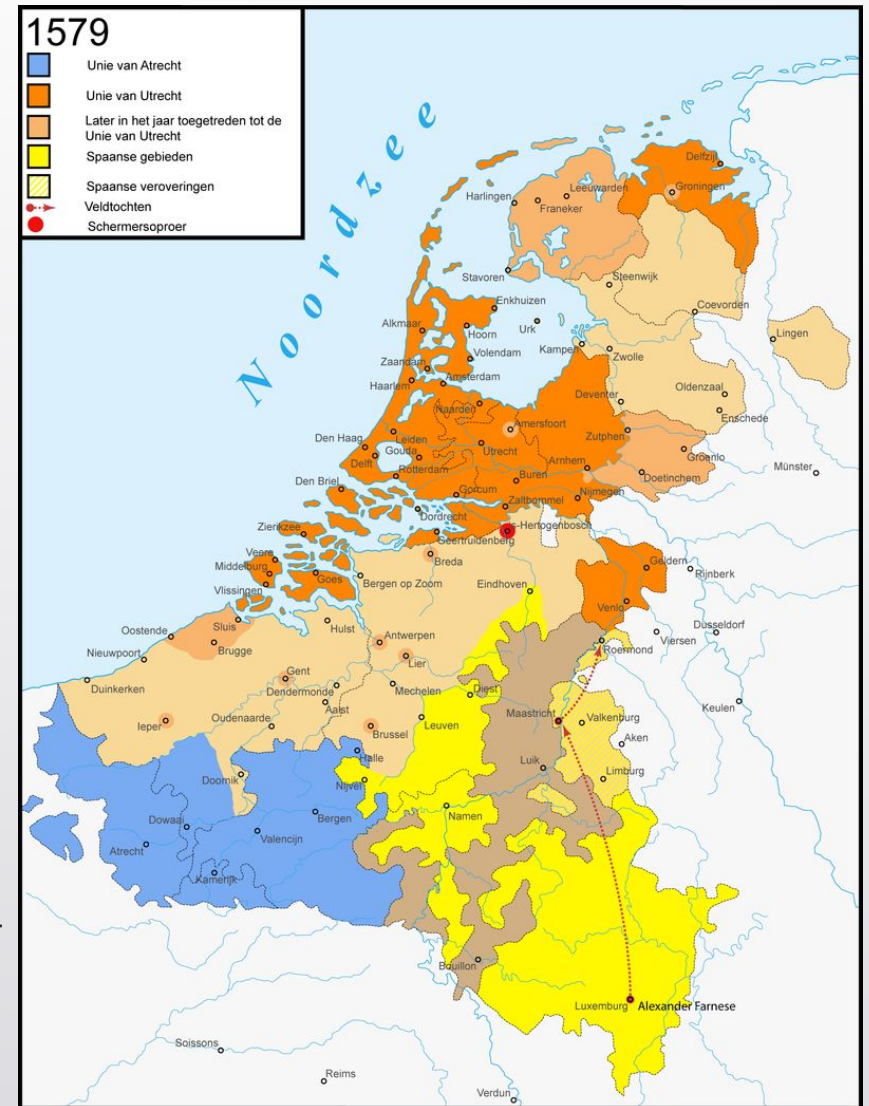 1579
Unie van Atrecht
Unie van Utrecht
Later in het jaar toegetreden tot de
Unie van Utrecht
Spaanse gebieden
Spaanse veroveringen
Veldtochten
Schermersoproer
Noordzee
Delfzijl
Groningen
Leeuwarden
Harlingen
Franeker
Stavoren
Steenwijk
Coevorden
Enkhuizen
Urk
Lingen
Alkmaar
Hoorn
Kampen
Zwolle
Volendam
Zaandam
Amsterdam
Haarlem
Oldenzaal
Deventer
Enschede
Naarden
Amersfoort
Zutphen
Leiden
Den Haag
Utrecht
Groenlo
Gouda
Delft
Arnhem
Doetinchem
Münster
Rotterdam
Buren
Den Briel
Gorcum
Nijmegen
Zaltbommel
Dordrecht
s-Hertogenbosch
Zierikzee
Geertruidenberg
Veere
Breda
Middelburg
Goes
Bergen op Zoom
Eindhoven
Geldern
Rijnberk
Vlissingen
Venlo
Sluis
Hulst
Oostende
Brugge
Antwerpen
Dusseldorf
Viersen
Roermond
Nieuwpoort
Lier
Gent
Duinkerken
Dendermonde
Mechelen
Diest
Keulen
Aalst
Maastricht
Valkenburg
Ieper
Oudenaarde
Leuven
Brussel
Aken
Halle
Luik
Limburg
Doornik
Nijvel
Namen
Bergen
Dowaai
Valencijn
Atrecht
Kamerijk
Bouillon
Luxemburg
Alexander Farnese
Soissons
Reims
Verdun